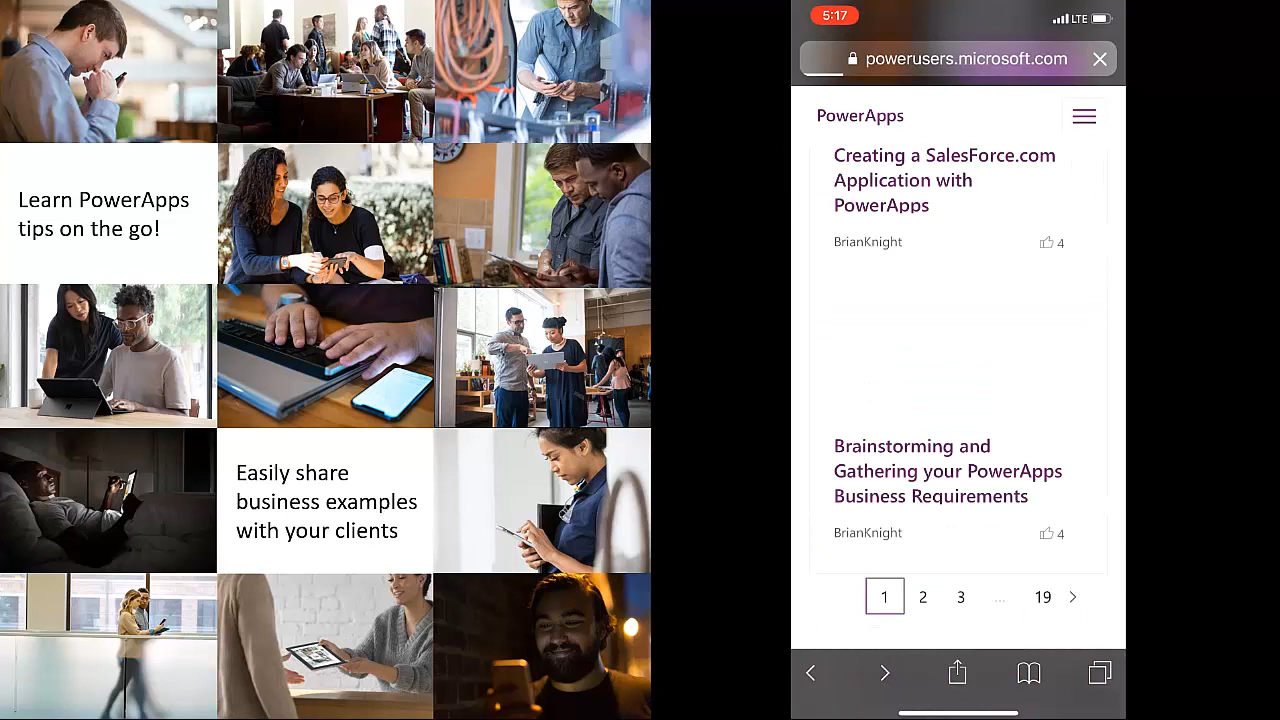 Learn PowerApps
tips on the go!
Easily share
business examples
with your clients
5:17
LTE
powerusers.microsoft.com
PowerApps
Creating a SalesForce.com
Application with
PowerApps
BrianKnight
4
Brainstorming and
Gathering your PowerApps
Business Requirements
BrianKnight
4
1 2 3 ... 19 >